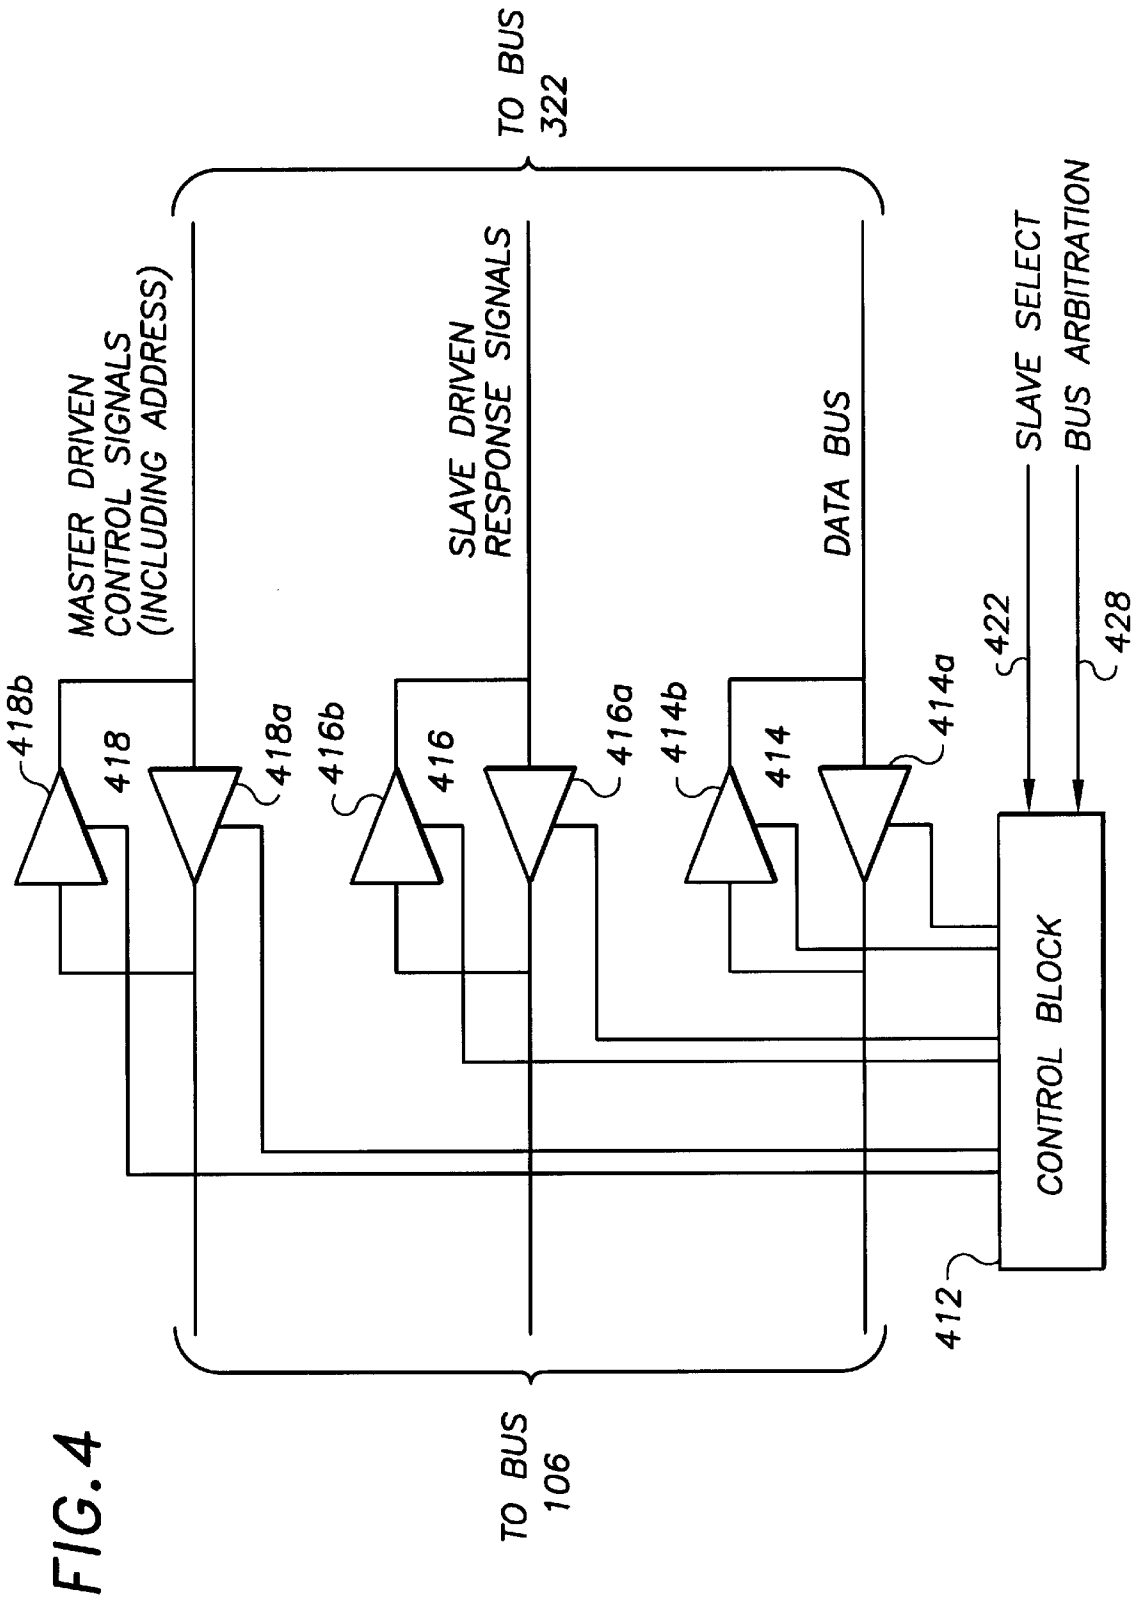 FIG.4
418b
MASTER DRIVEN
CONTROL SIGNALS
(INCLUDING ADDRESS)
418
418a
416b
SLAVE DRIVEN
RESPONSE SIGNALS
416
416a
TO BUS
106
TO BUS
322
414b
414
DATA BUS
414a
412
CONTROL BLOCK
422
SLAVE SELECT
BUS ARBITRATION
428